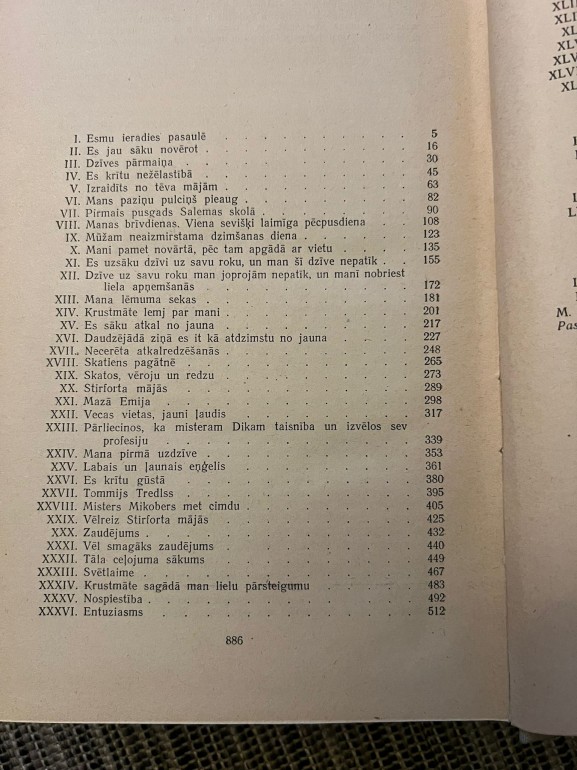 I. Esmu ieradies pasaulē . . . . . . . . . 5
II. Es jau sāku novērot . . . . . . . . . 16
III. Dzīves pārmaiņa . . . . . . . . . 30
IV. Es krītu nežēlastībā . . . . . . . . . 45
V. Izraidīts no tēva mājām . . . . . . . . 63
VI. Mans paziņu pulciņš pieaug . . . . . . . 82
VII. Pirmais pusgads Salemas skolā . . . . . . 90
VIII. Manas brīvdienas. Viena sevišķi laimīga pēcpusdiena . . 108
IX. Mūžam neaizmirstama dzimšanas diena . . . . . 123
X. Mani pamet novārtā, pēc tam apgādā ar vietu . . . 135
XI. Es uzsāku dzīvi uz savu roku, un man šī dzīve nepatīk . . 155
XII. Dzīve uz savu roku man joprojām nepatīk, un manī nobriest
liela apņemšanās . . . . . . . . . 172
XIII. Mana lēmuma sekas . . . . . . . . . 181
XIV. Krustmāte lemj par mani . . . . . . . . 201
XV. Es sāku atkal no jauna . . . . . . . . 217
XVI. Daudzējādā ziņā es it kā atdzimstu no jauna . . . . 227
XVII. Necerēta atkalredzēšanās . . . . . . . . 248
XVIII. Skatiens pagātnē . . . . . . . . . 265
XIX. Skatos, vēroju un redzu . . . . . . . . 273
XX. Stirforta mājās . . . . . . . . . 289
XXI. Mazā Emija . . . . . . . . . . 298
XXII. Vecas vietas, jauni ļaudis . . . . . . . 317
XXIII. Pārliecinos, ka misteram Dikam taisnība un izvēlos sev
profesiju . . . . . . . . . . 339
XXIV. Mana pirmā uzdzīve . . . . . . . . . 353
XXV. Labais un ļaunais eņģelis . . . . . . . 361
XXVI. Es krītu gūstā . . . . . . . . . 380
XXVII. Tommijs Tredlss . . . . . . . . . 395
XXVIII. Misters Mikobers met cimdu . . . . . . . 405
XXIX. Vēlreiz Stirforta mājās . . . . . . . . 425
XXX. Zaudējums . . . . . . . . . . 432
XXXI. Vēl smagāks zaudējums . . . . . . . . 440
XXXII. Tāla ceļojuma sākums . . . . . . . . 449
XXXIII. Svētlaime . . . . . . . . . . 467
XXXIV. Krustmāte sagādā man lielu pārsteigumu . . . . . 483
XXXV. Nospiestība . . . . . . . . . . 492
XXXVI. Entuziasms . . . . . . . . . . 512
886